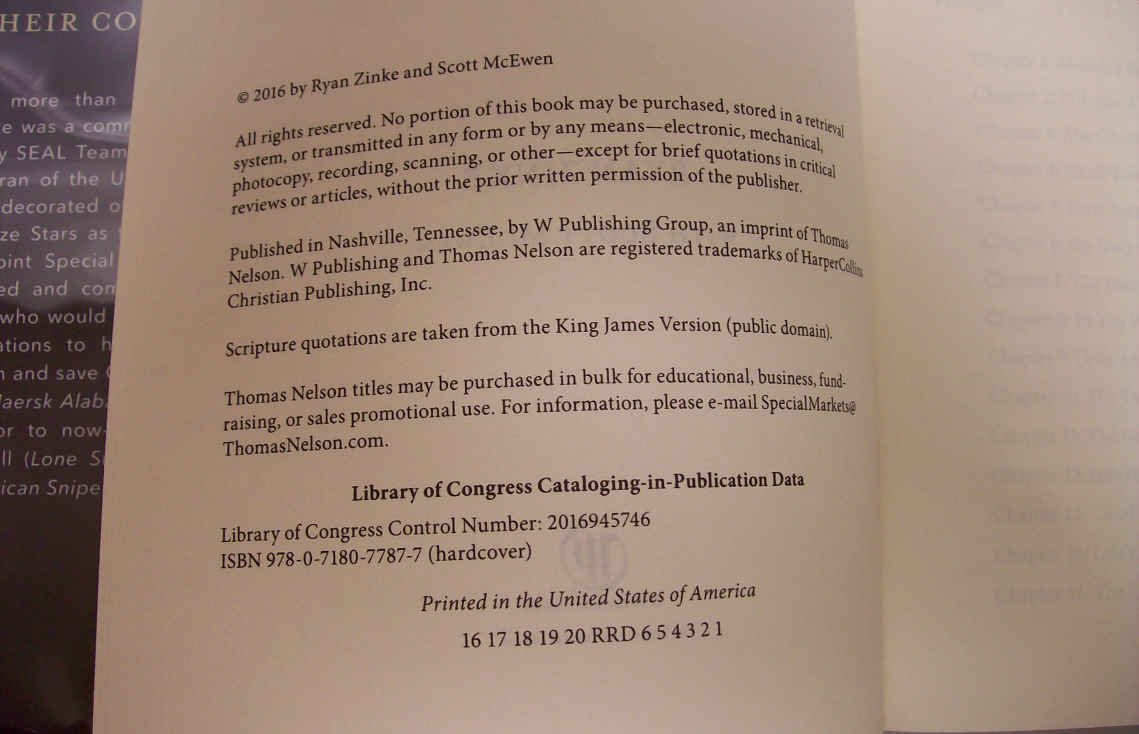 HEIR CO
more than
e was a com
y SEAL Team
ran of the U
decorated o
ze Stars as
oint Special
ed and con
who would
ations to h
n and save
aersk Alab
or to now-
ll (Lone S
ican Snipe
© 2016 by Ryan Zinke and Scott McEwen
All rights reserved. No portion of this book may be purchased, stored in a retrieval
system, or transmitted in any form or by any means—electronic, mechanical,
photocopy, recording, scanning, or other—except for brief quotations in critical
reviews or articles, without the prior written permission of the publisher.
Published in Nashville, Tennessee, by W Publishing Group, an imprint of Thomas
Nelson. W Publishing and Thomas Nelson are registered trademarks of HarperCollins
Christian Publishing, Inc.
Scripture quotations are taken from the King James Version (public domain).
Thomas Nelson titles may be purchased in bulk for educational, business, fund-
raising, or sales promotional use. For information, please e-mail SpecialMarkets@
ThomasNelson.com.
Library of Congress Cataloging-in-Publication Data
Library of Congress Control Number: 2016945746
ISBN 978-0-7180-7787-7 (hardcover)
Printed in the United States of America
16 17 18 19 20 RRD 6 5 4 3 2 1